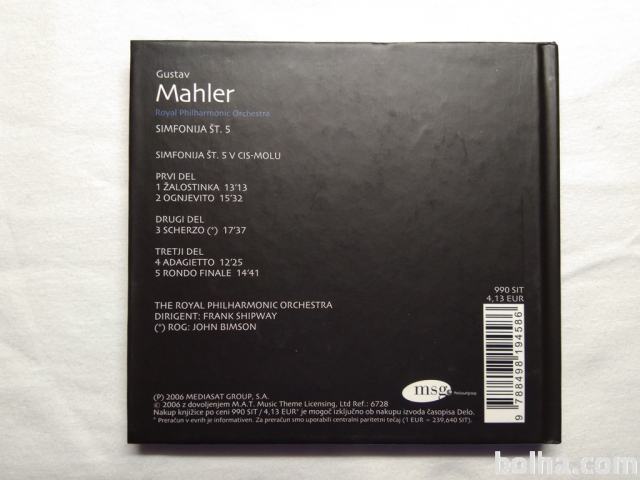 Gustav
Mahler
Royal Philharmonic Orchestra
SIMFONIJA ŠT. 5
SIMFONIJA ŠT. 5 V CIS-MOLU
PRVI DEL
1 ŽALOSTINKA 13'13
2 OGNJEVITO 15'32
DRUGI DEL
3 SCHERZO (*) 17'37
TRETJI DEL
4 ADAGIETTO 12'25
5 RONDO FINALE 14'41
THE ROYAL PHILHARMONIC ORCHESTRA
DIRIGENT: FRANK SHIPWAY
(*) ROG: JOHN BIMSON
990 SIT
4,13 EUR
9 788498 194586
msg
(P) 2006 MEDIASAT GROUP, S.A.
© 2006 z dovoljenjem M.A.T. Music Theme Licensing, Ltd Ref.: 6728
Nakup knjižice po ceni 990 SIT / 4,13 EUR* je mogoč izključno ob nakupu izvoda časopisa Delo.
* Preračun v evrih je informativen. Za preračun smo uporabili centralni paritetni tečaj (1 EUR = 239,640 SIT).
bolha.com